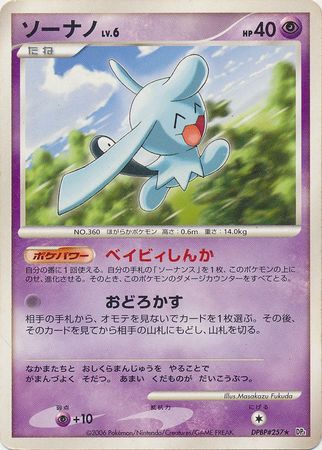 ソーナノ LV.6 HP40
たね
NO.360 ほがらかポケモン 高さ：0.6m 重さ：14.0kg
ポケパワー ベイビィしんか
自分の番に1回使える。自分の手札の「ソーナンス」を1枚、このポケモンの上にの
せ、進化させる。そのとき、このポケモンのダメージカウンターをすべてとる。
おどろかす
相手の手札から、オモテを見ないでカードを1枚選ぶ。その後、
そのカードを見てから相手の山札にもどし、山札を切る。
なかまたちと おしくらまんじゅうを やることで
がまんづよく そだつ。 あまい くだものが だいこうぶつ。
Illus.Masakazu Fukuda
弱点 抵抗力 にげる DPBP#257★ DP2
+10
©2006 Pokémon/Nintendo/Creatures/GAME FREAK.